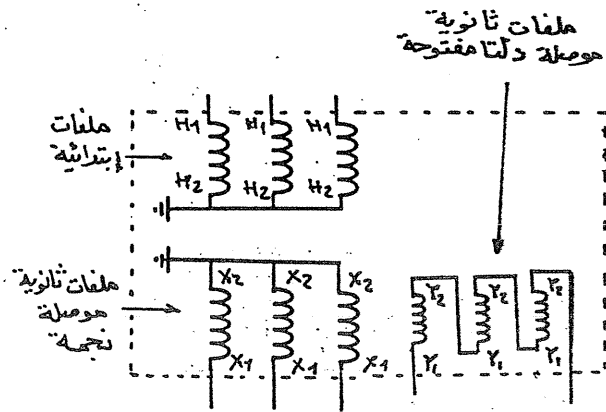 ملفات ثانوية
موصلة دلتا مفتوحة
ملفات
إبتدائية
H1 H1 H1
H2 H2 H2
ملفات ثانوية
موصلة
نجمة
X2 X2 X2
X1 X1 X1
Y2 Y2 Y2
Y1 Y1 Y1